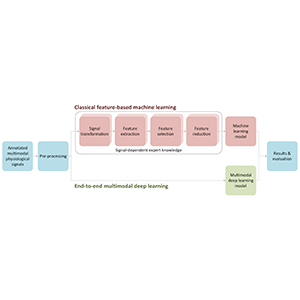 Classical feature-based machine learning
Signal
transformation
Feature
extraction
Feature
selection
Feature
reduction
Machine
learning
model
Signal-dependent expert knowledge
Annotated
multimodal
physiological
signals
Pre-processing
Results &
evaluation
End-to-end multimodal deep learning
Multimodal
deep learning
model